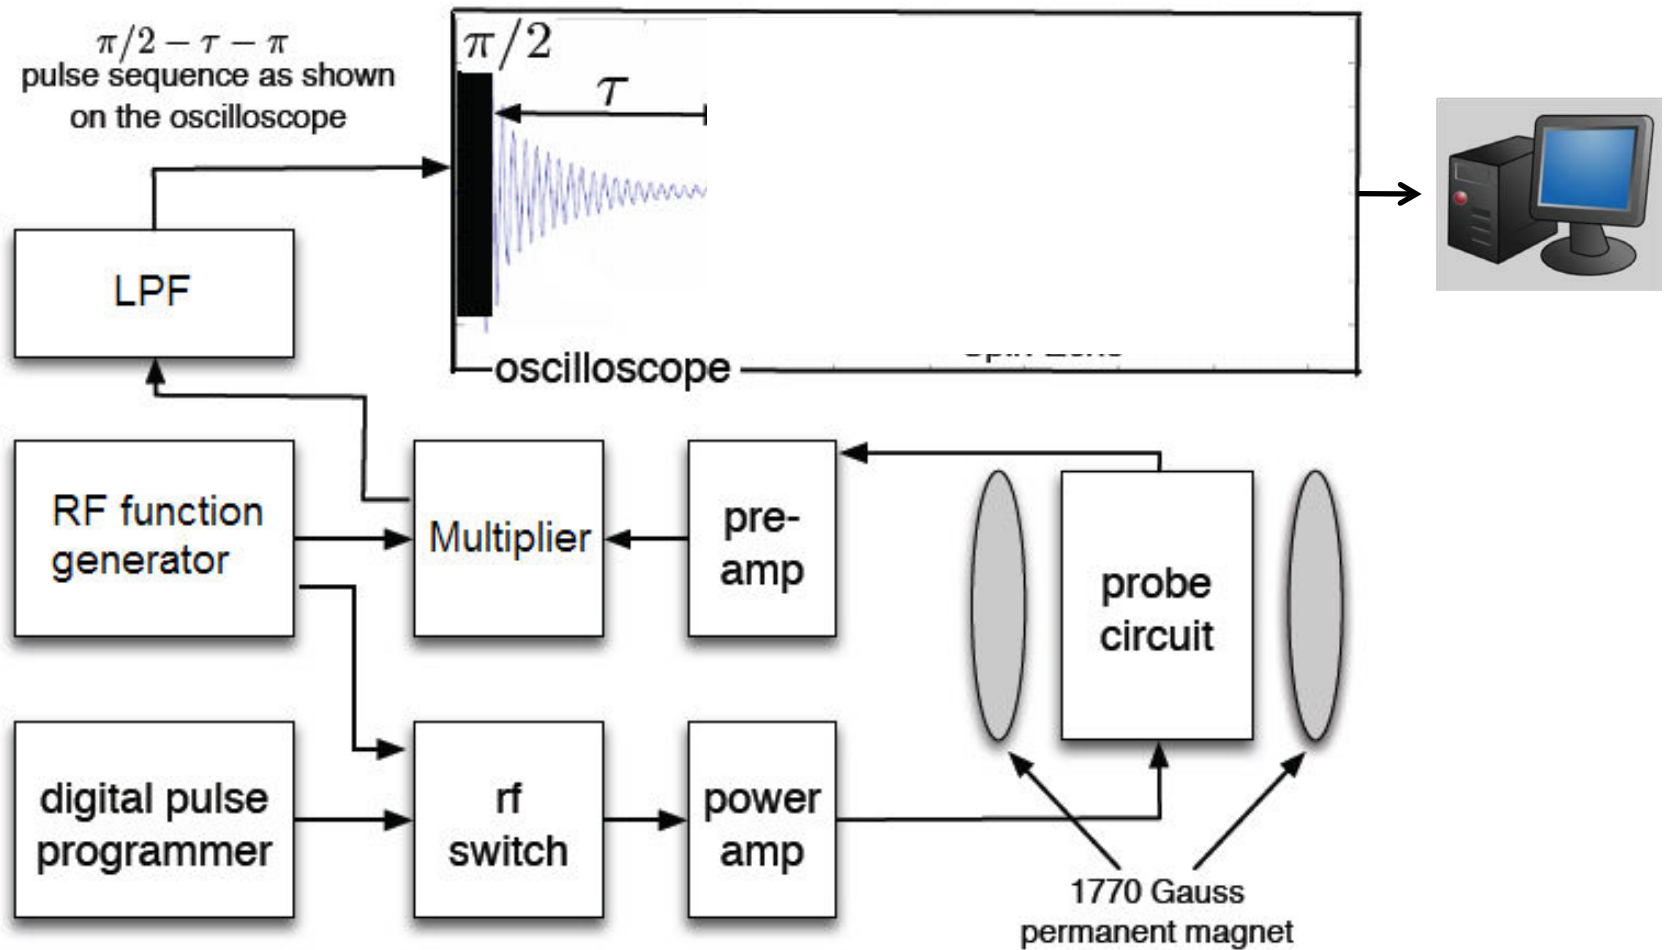 π/2 − τ − π
pulse sequence as shown
on the oscilloscope
π/2
τ
LPF
oscilloscope
RF function
generator
Multiplier
pre-
amp
probe
circuit
digital pulse
programmer
rf
switch
power
amp
1770 Gauss
permanent magnet